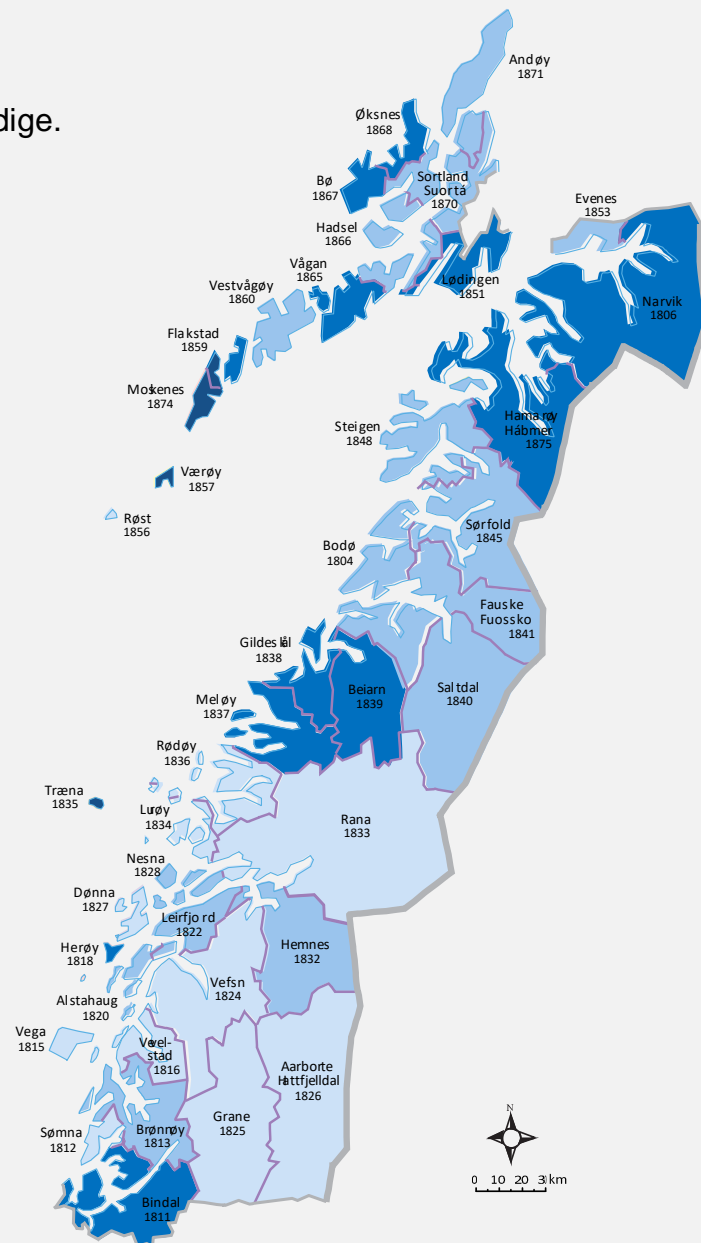 dige.
Andøy
1871
Øksnes
1868
Bø
1867
Sortland
Suortá
1870
Evenes
1853
Hadsel
1866
Vågan
1865
Lødingen
1851
Vestvågøy
1860
Narvik
1806
Flakstad
1859
Moskenes
1874
Hamarøy
Hábmer
1875
Steigen
1848
Værøy
1857
Røst
1856
Sørfold
1845
Bodø
1804
Fauske
Fuossko
1841
Gildeskål
1838
Beiarn
1839
Saltdal
1840
Meløy
1837
Rødøy
1836
Træna
1835
Lurøy
1834
Rana
1833
Nesna
1828
Dønna
1827
Leirfjord
1822
Herøy
1818
Hemnes
1832
Vefsn
1824
Alstahaug
1820
Vega
1815
Vevel-
stad
1816
Aarborte
Hattfjelldal
1826
Grane
1825
Sømna
1812
Brønnøy
1813
Bindal
1811
N
0 10 20 30 km